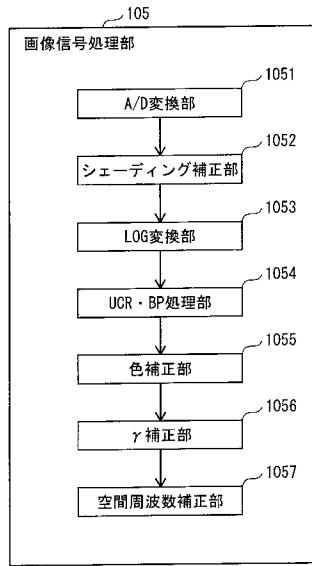 105
画像信号処理部
1051
A/D変換部
1052
シェーディング補正部
1053
LOG変換部
1054
UCR・BP処理部
1055
色補正部
1056
γ補正部
1057
空間周波数補正部